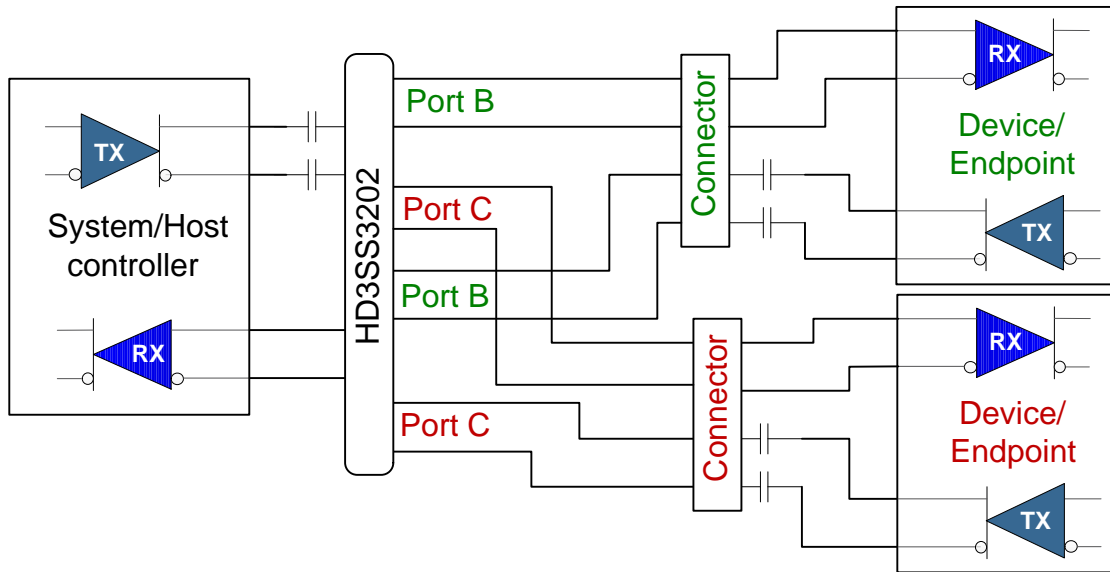 TX
System/Host
controller
RX
HD3SS3202
Port B
Port C
Port B
Port C
Connector
Connector
RX
Device/
Endpoint
TX
RX
Device/
Endpoint
TX